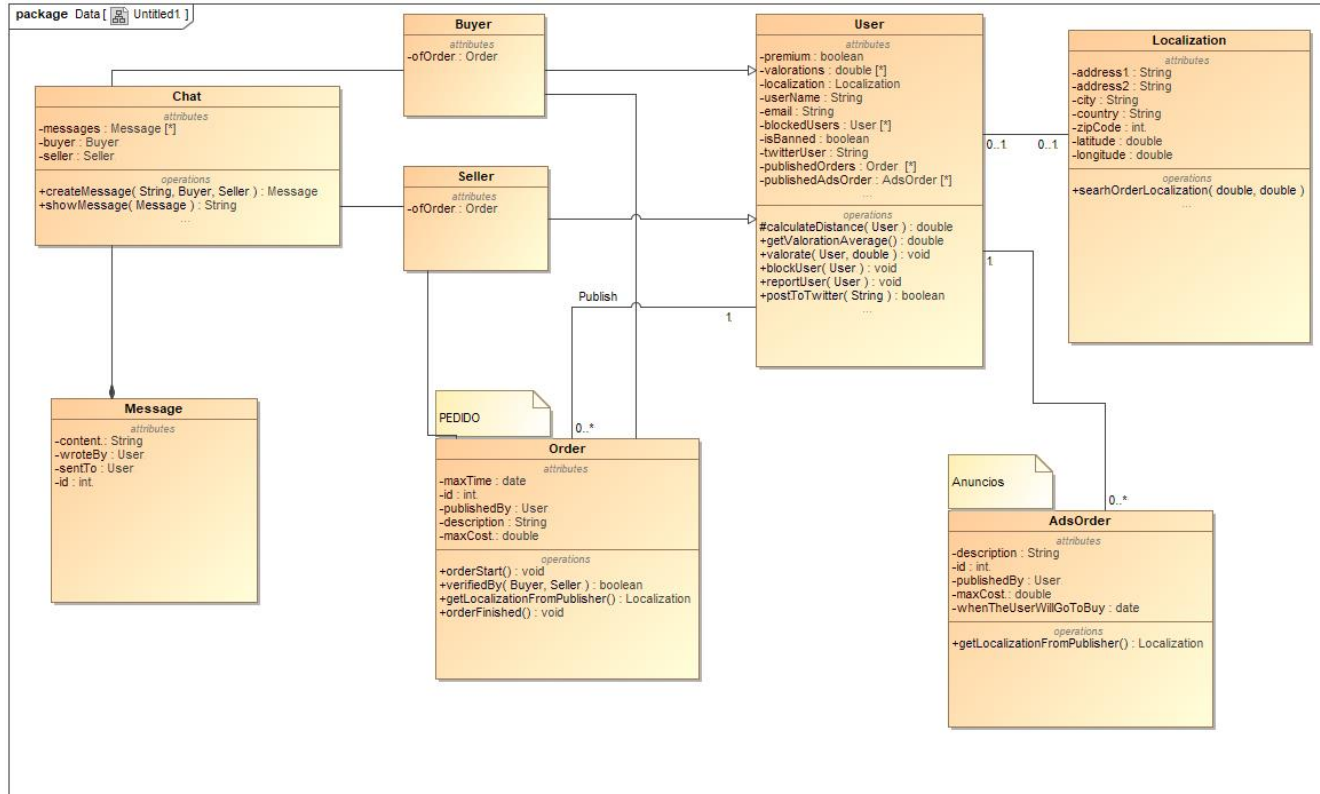 package Data [ Untitled1 ]
Buyer
attributes
-ofOrder : Order
User
attributes
-premium : boolean
-valorations : double [*]
-localization : Localization
-userName : String
-email : String
-blockedUsers : User [*]
-isBanned : boolean
-twitterUser : String
-publishedOrders : Order [*]
-publishedAdsOrder : AdsOrder [*]
...
operations
#calculateDistance( User ) : double
+getValorationAverage() : double
+valorate( User, double ) : void
+blockUser( User ) : void
+reportUser( User ) : void
+postToTwitter( String ) : boolean
...
Localization
attributes
-address1 : String
-address2 : String
-city : String
-country : String
-zipCode : int
-latitude : double
-longitude : double
operations
+searhOrderLocalization( double, double )
...
0..1
0..1
Chat
attributes
-messages : Message [*]
-buyer : Buyer
-seller : Seller
operations
+createMessage( String, Buyer, Seller ) : Message
+showMessage( Message ) : String
...
Seller
attributes
-ofOrder : Order
1
Publish
1
Message
attributes
-content : String
-wroteBy : User
-sentTo : User
-id : int
PEDIDO
0..*
Order
attributes
-maxTime : date
-id : int
-publishedBy : User
-description : String
-maxCost : double
operations
+orderStart() : void
+verifiedBy( Buyer, Seller ) : boolean
+getLocalizationFromPublisher() : Localization
+orderFinished() : void
Anuncios
0..*
AdsOrder
attributes
-description : String
-id : int
-publishedBy : User
-maxCost : double
-whenTheUserWillGoToBuy : date
operations
+getLocalizationFromPublisher() : Localization